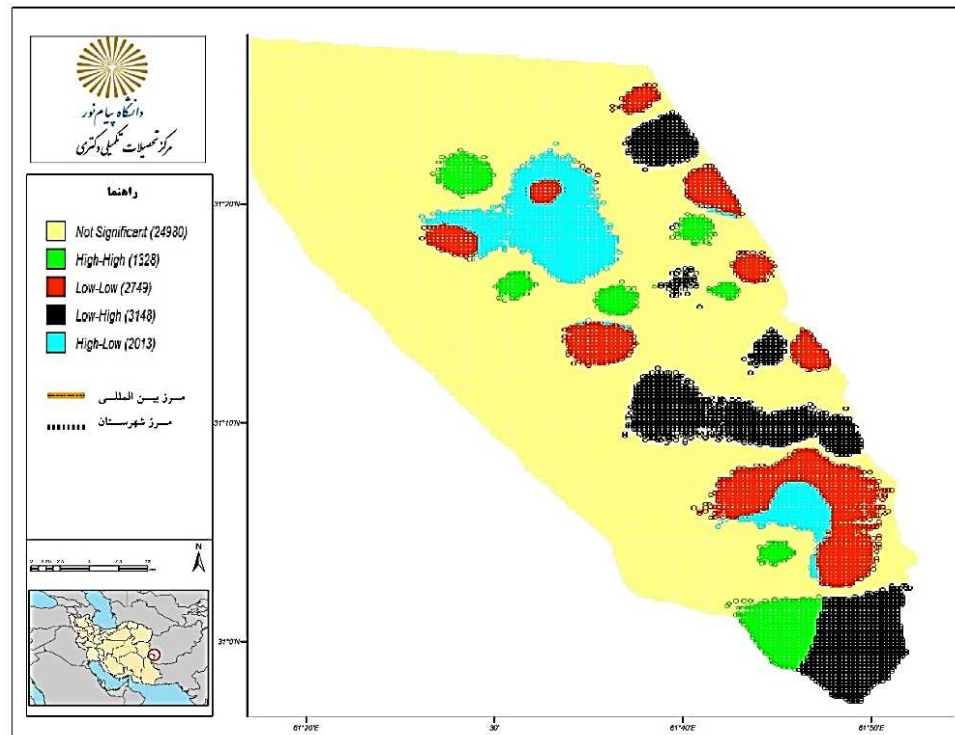 دانشگاه پیام نور
مرکز تحصیلات تکمیلی دکتری
راهنما
Not Significant (24980)
High-High (1328)
Low-Low (2749)
Low-High (3148)
High-Low (2013)
مرز بین المللی
مرز شهرستان
N
31°20'N
31°10'N
31°0'N
61°20'E
30'
61°40'E
61°50'E